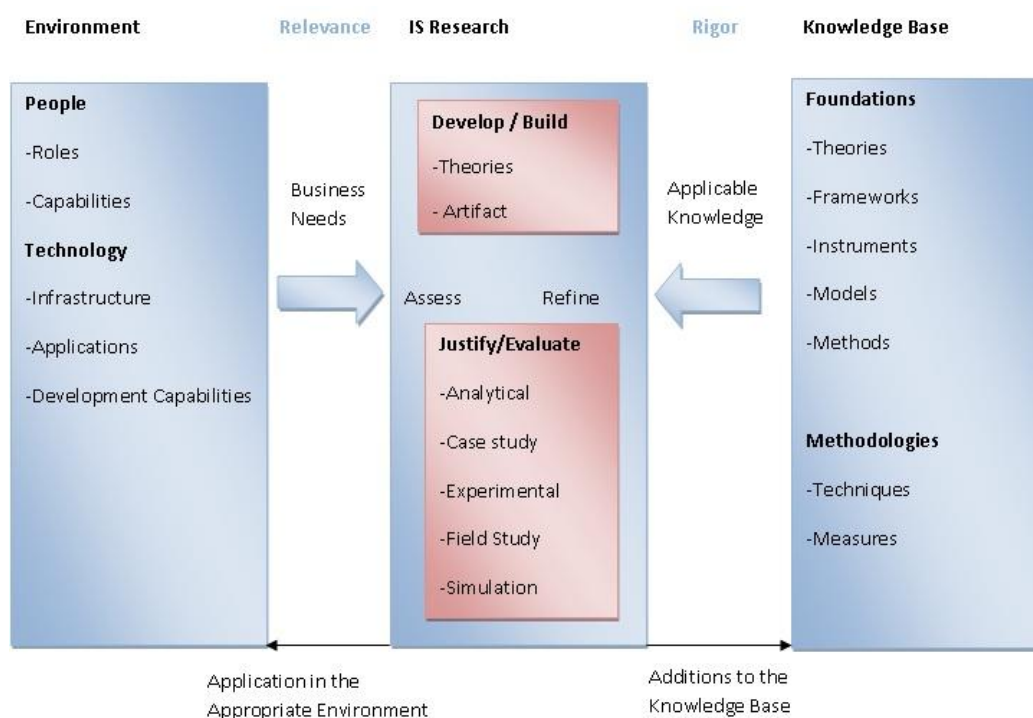 Environment
Relevance
IS Research
Rigor
Knowledge Base
People
-Roles
-Capabilities
Technology
-Infrastructure
-Applications
-Development Capabilities
Business
Needs
Develop / Build
-Theories
- Artifact
Assess
Refine
Justify/Evaluate
-Analytical
-Case study
-Experimental
-Field Study
-Simulation
Applicable
Knowledge
Foundations
-Theories
-Frameworks
-Instruments
-Models
-Methods
Methodologies
-Techniques
-Measures
Application in the
Appropriate Environment
Additions to the
Knowledge Base